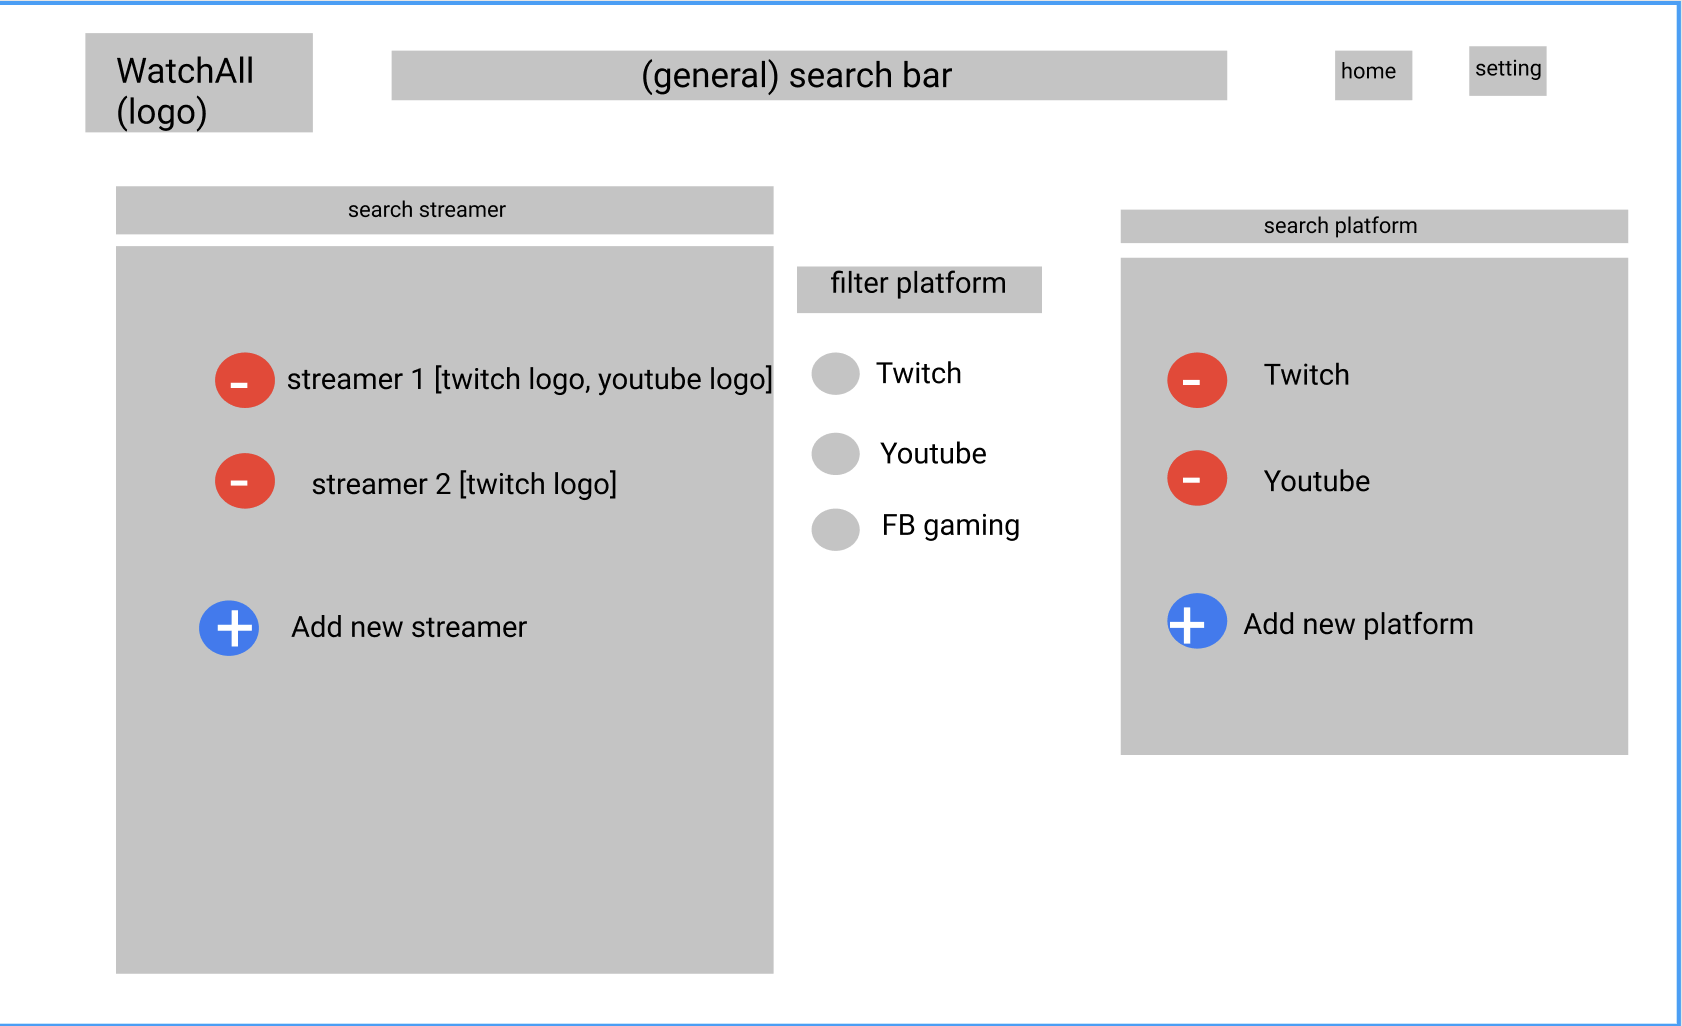 WatchAll
(logo)
(general) search bar
home
setting
search streamer
-
streamer 1 [twitch logo, youtube logo]
-
streamer 2 [twitch logo]
+
Add new streamer
filter platform
Twitch
Youtube
FB gaming
search platform
-
Twitch
-
Youtube
+
Add new platform